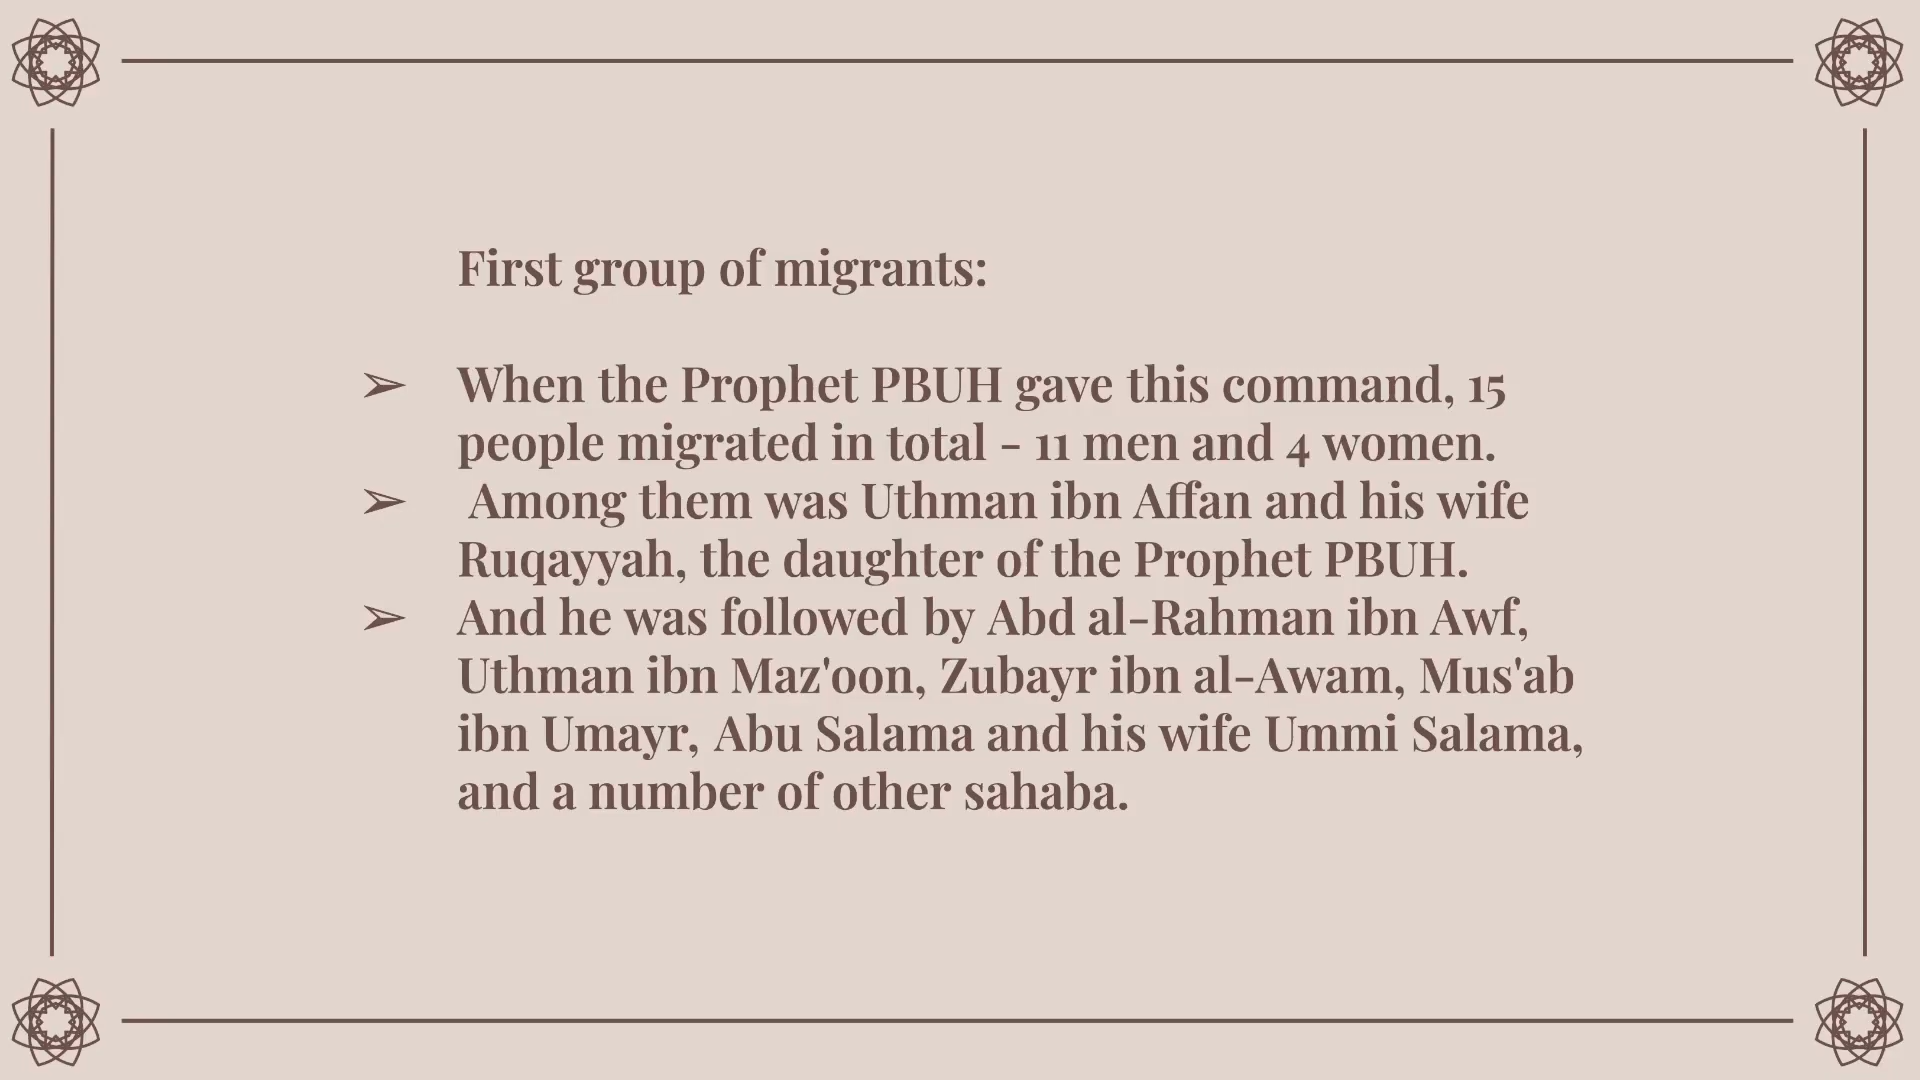 First group of migrants:
➢ When the Prophet PBUH gave this command, 15
people migrated in total - 11 men and 4 women.
➢ Among them was Uthman ibn Affan and his wife
Ruqayyah, the daughter of the Prophet PBUH.
➢ And he was followed by Abd al-Rahman ibn Awf,
Uthman ibn Maz'oon, Zubayr ibn al-Awam, Mus'ab
ibn Umayr, Abu Salama and his wife Ummi Salama,
and a number of other sahaba.